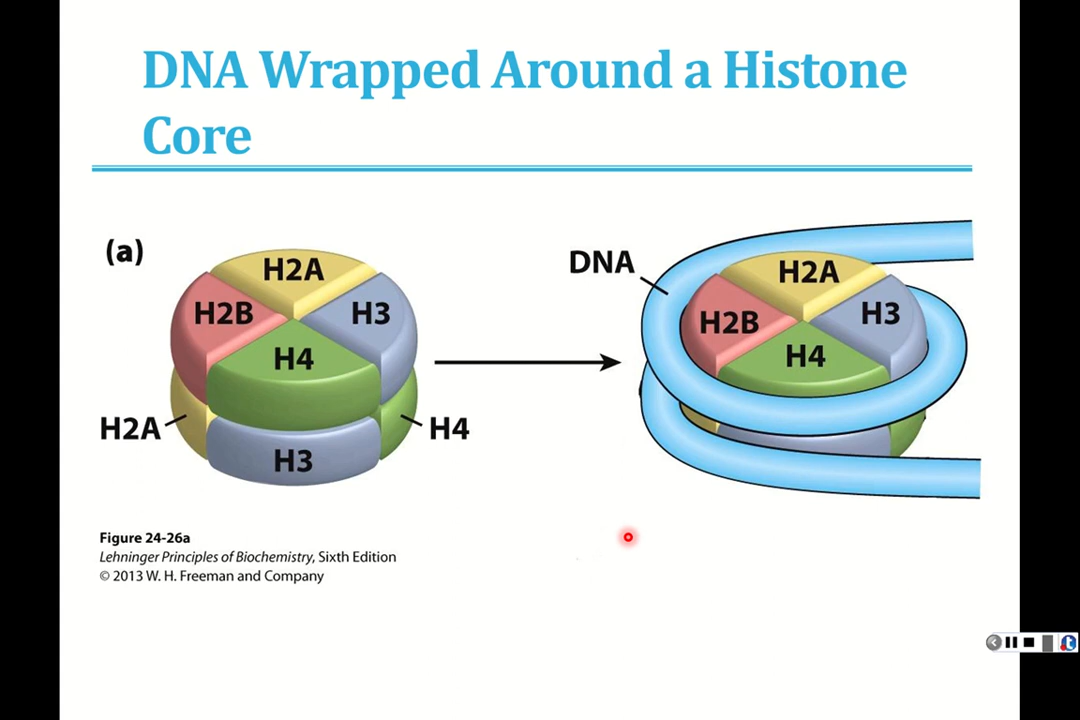 DNA Wrapped Around a Histone
Core
(a)
H2A
H2B
H3
H4
H2A
H4
H3
DNA
H2A
H2B
H3
H4
Figure 24-26a
Lehninger Principles of Biochemistry, Sixth Edition
© 2013 W. H. Freeman and Company
t